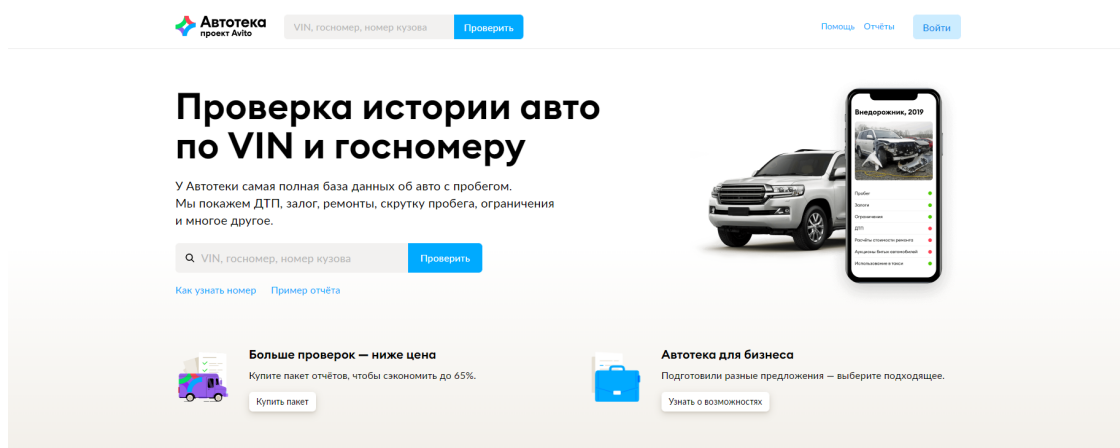 Автотека
проект Avito
VIN, госномер, номер кузова
Проверить
Помощь
Отчёты
Войти
Проверка истории авто
по VIN и госномеру
У Автотеки самая полная база данных об авто с пробегом.
Мы покажем ДТП, залог, ремонты, скрутку пробега, ограничения
и многое другое.
VIN, госномер, номер кузова
Проверить
Как узнать номер
Пример отчёта
Внедорожник, 2019
Пробег
Залоги
Ограничения
ДТП
Расчёты стоимости ремонта
Аукционы битых автомобилей
Использование в такси
Больше проверок — ниже цена
Купите пакет отчётов, чтобы сэкономить до 65%.
Купить пакет
Автотека для бизнеса
Подготовили разные предложения — выберите подходящее.
Узнать о возможностях